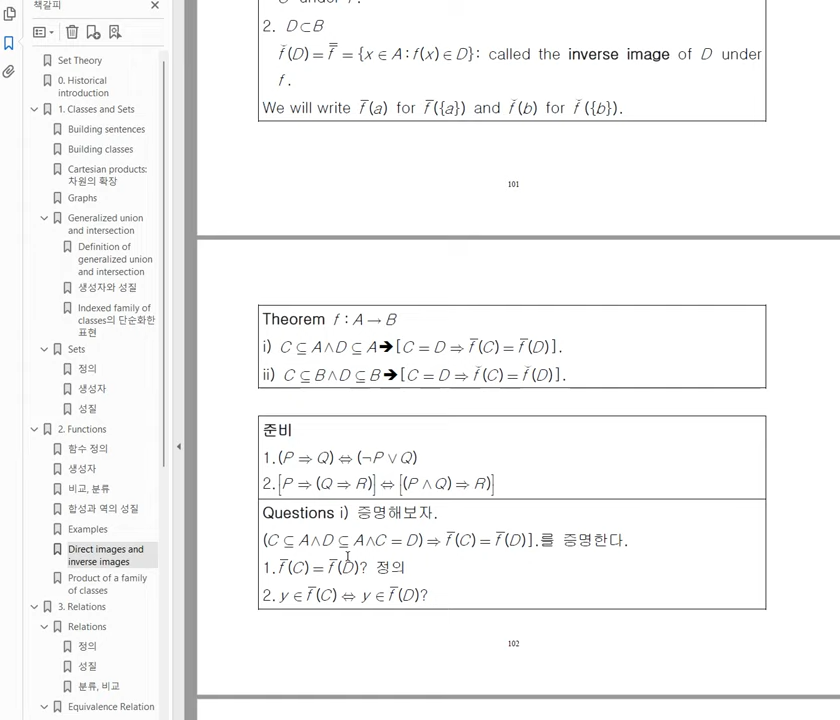 책갈피
Set Theory
0. Historical
introduction
1. Classes and Sets
Building sentences
Building classes
Cartesian products:
차원의 확장
Graphs
Generalized union
and intersection
Definition of
generalized union
and intersection
생성자와 성질
Indexed family of
classes의 단순화한
표현
Sets
정의
생성자
성질
2. Functions
함수 정의
생성자
비교, 분류
합성과 역의 성질
Examples
Direct images and
inverse images
Product of a family
of classes
3. Relations
Relations
정의
성질
분류, 비교
Equivalence Relation
2. D⊂B
f̌(D) = f̿ = {x∈A : f(x)∈D}: called the inverse image of D under
f.
We will write f̄(a) for f̄({a}) and f̌(b) for f̌({b}).
101
Theorem f : A→B
i) C⊆A∧D⊆A➔[C=D⇒f̄(C)=f̄(D)].
ii) C⊆B∧D⊆B➔[C=D⇒f̌(C)=f̌(D)].
준비
1.(P⇒Q)⇔(¬P∨Q)
2.[P⇒(Q⇒R)]⇔[(P∧Q)⇒R)]
Questions i) 증명해보자.
(C⊆A∧D⊆A∧C=D)⇒f̄(C)=f̄(D)].를 증명한다.
1.f̄(C)=f̄(D)? 정의
2.y∈f̄(C)⇔y∈f̄(D)?
102